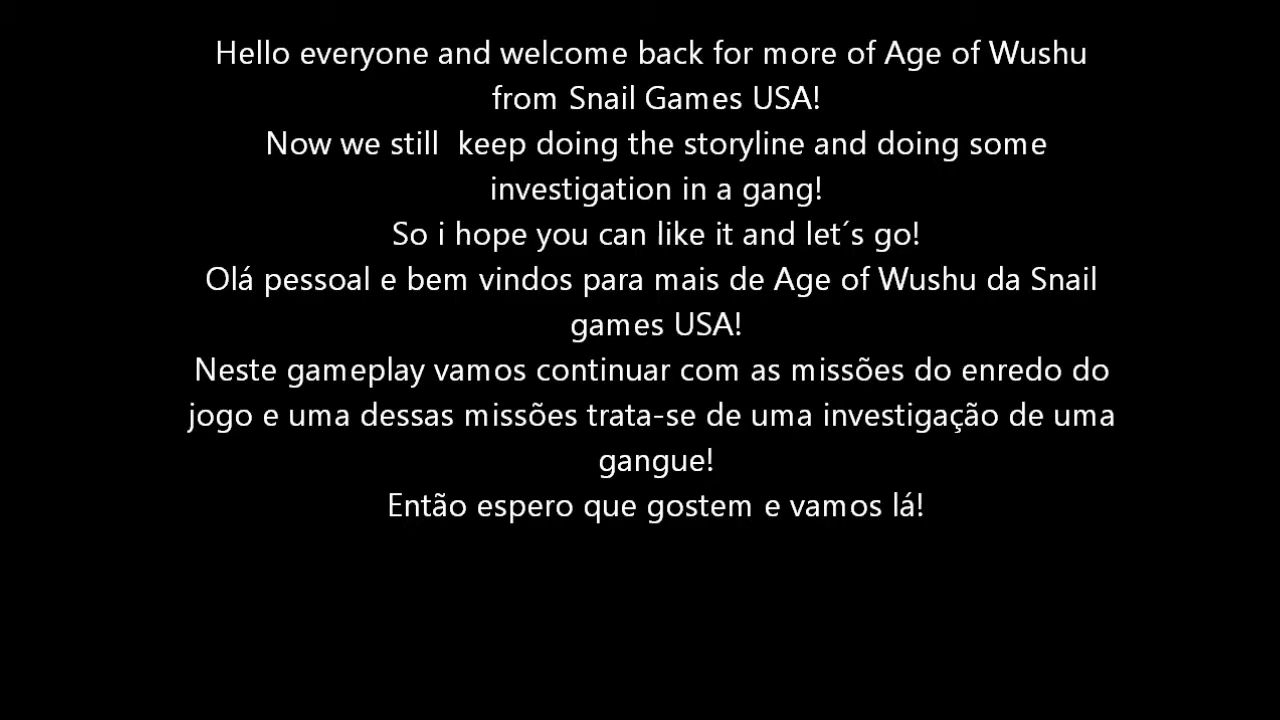 Hello everyone and welcome back for more of Age of Wushu
from Snail Games USA!
Now we still  keep doing the storyline and doing some
investigation in a gang!
So i hope you can like it and let´s go!
Olá pessoal e bem vindos para mais de Age of Wushu da Snail
games USA!
Neste gameplay vamos continuar com as missões do enredo do
jogo e uma dessas missões trata-se de uma investigação de uma
gangue!
Então espero que gostem e vamos lá!